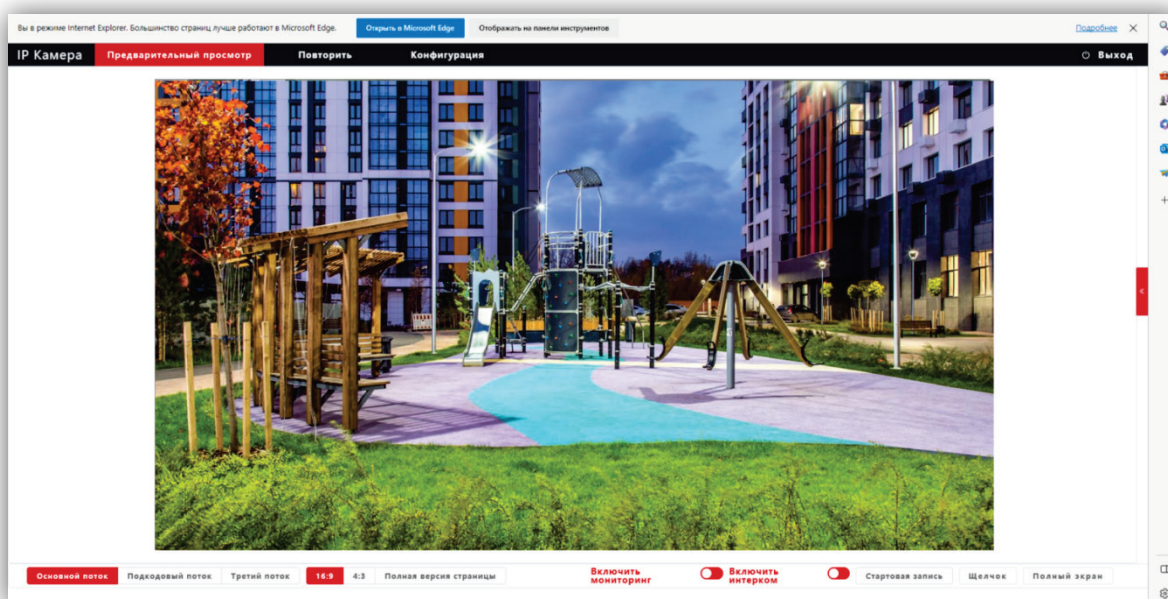 Вы в режиме Internet Explorer. Большинство страниц лучше работают в Microsoft Edge. Открыть в Microsoft Edge Отображать на панели инструментов Подробнее
IP Камера Предварительный просмотр Повторить Конфигурация Выход
Основной поток Подкодовый поток Третий поток 16:9 4:3 Полная версия страницы Включить мониторинг Включить интерком Стартовая запись Щелчок Полный экран